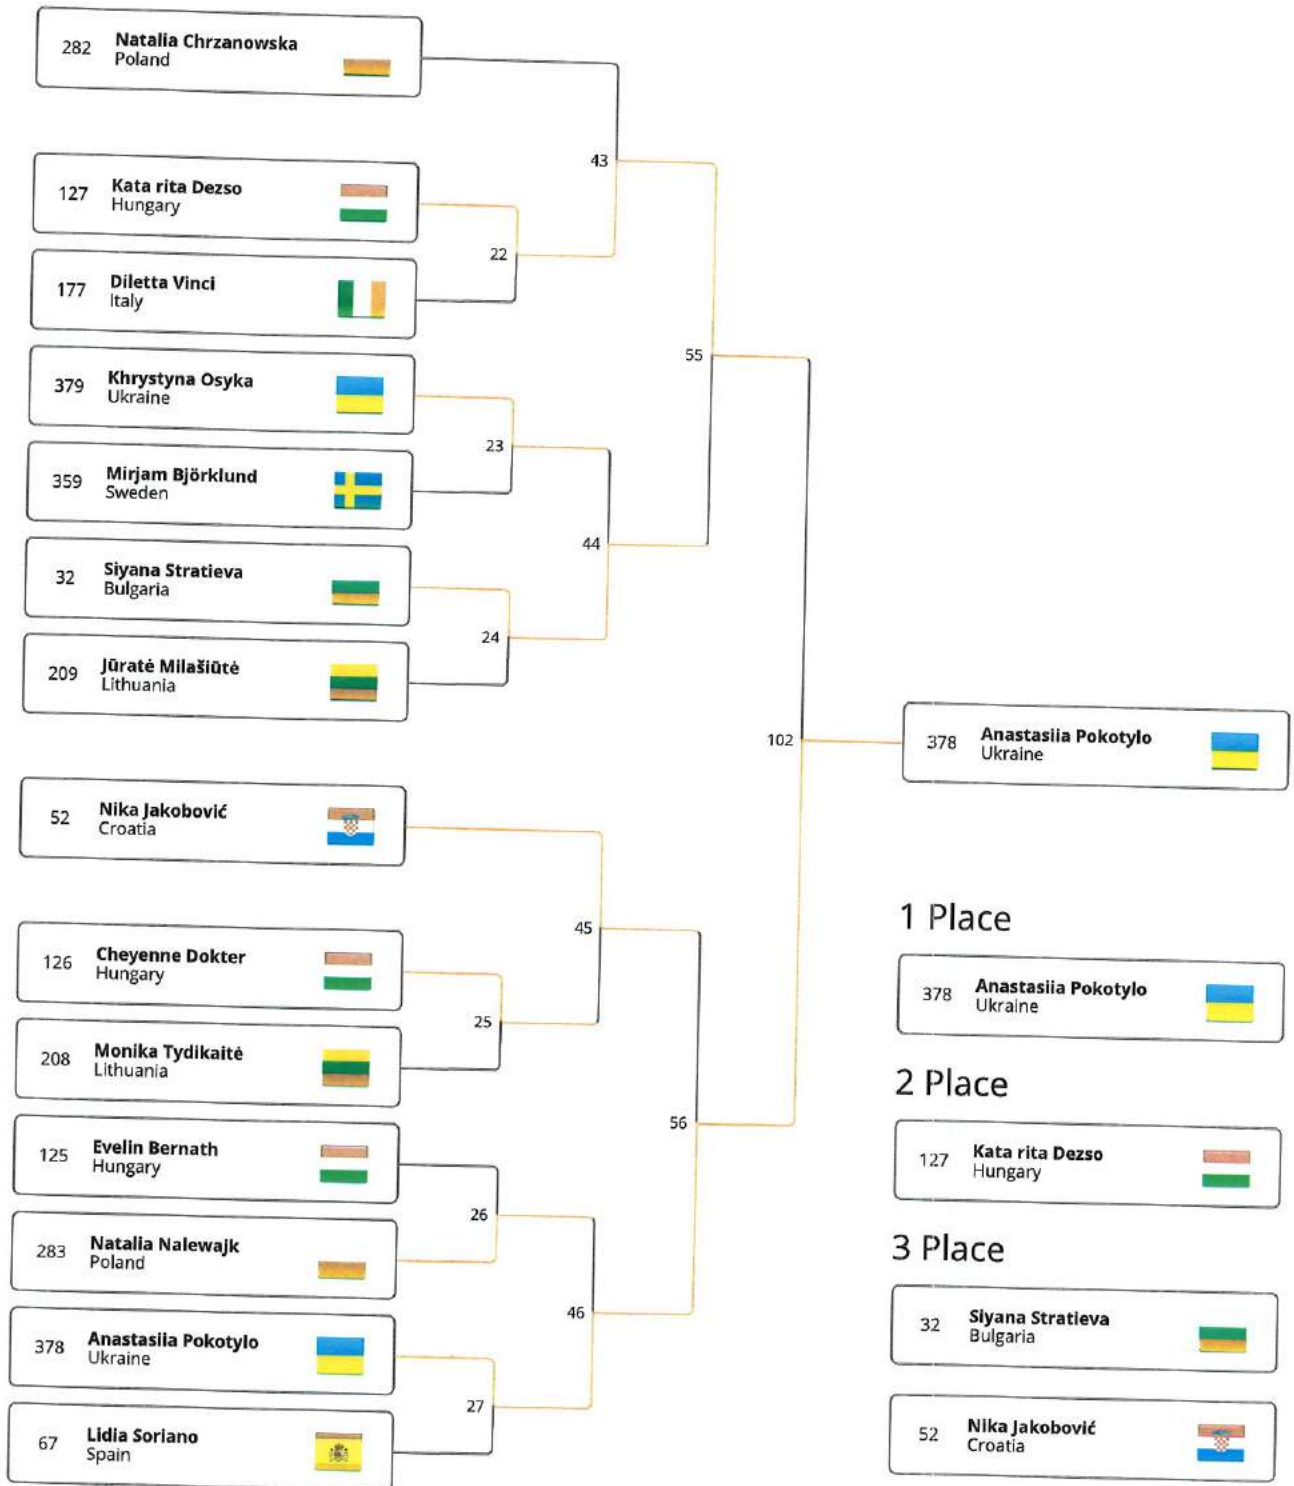 282 Natalia Chrzanowska
Poland
43
127 Kata rita Dezso
Hungary
22
177 Diletta Vinci
Italy
55
379 Khrystyna Osyka
Ukraine
23
359 Mirjam Björklund
Sweden
44
32 Siyana Stratieva
Bulgaria
24
209 Jūratė Milašiūtė
Lithuania
102
378 Anastasiia Pokotylo
Ukraine
52 Nika Jakobović
Croatia
45
126 Cheyenne Dokter
Hungary
25
208 Monika Tydikaitė
Lithuania
56
125 Evelin Bernath
Hungary
26
283 Natalia Nalewajk
Poland
46
378 Anastasiia Pokotylo
Ukraine
27
67 Lidia Soriano
Spain
1 Place
378 Anastasiia Pokotylo
Ukraine
2 Place
127 Kata rita Dezso
Hungary
3 Place
32 Siyana Stratieva
Bulgaria
52 Nika Jakobović
Croatia